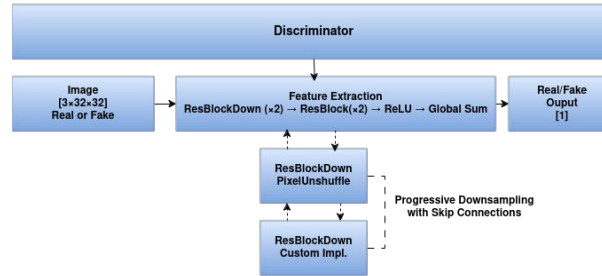 Discriminator
Image
[3×32×32]
Real or Fake
Feature Extraction
ResBlockDown (×2) → ResBlock(×2) → ReLU → Global Sum
Real/Fake
Ouput
[1]
ResBlockDown
PixelUnshuffle
Progressive Downsampling
with Skip Connections
ResBlockDown
Custom Impl.